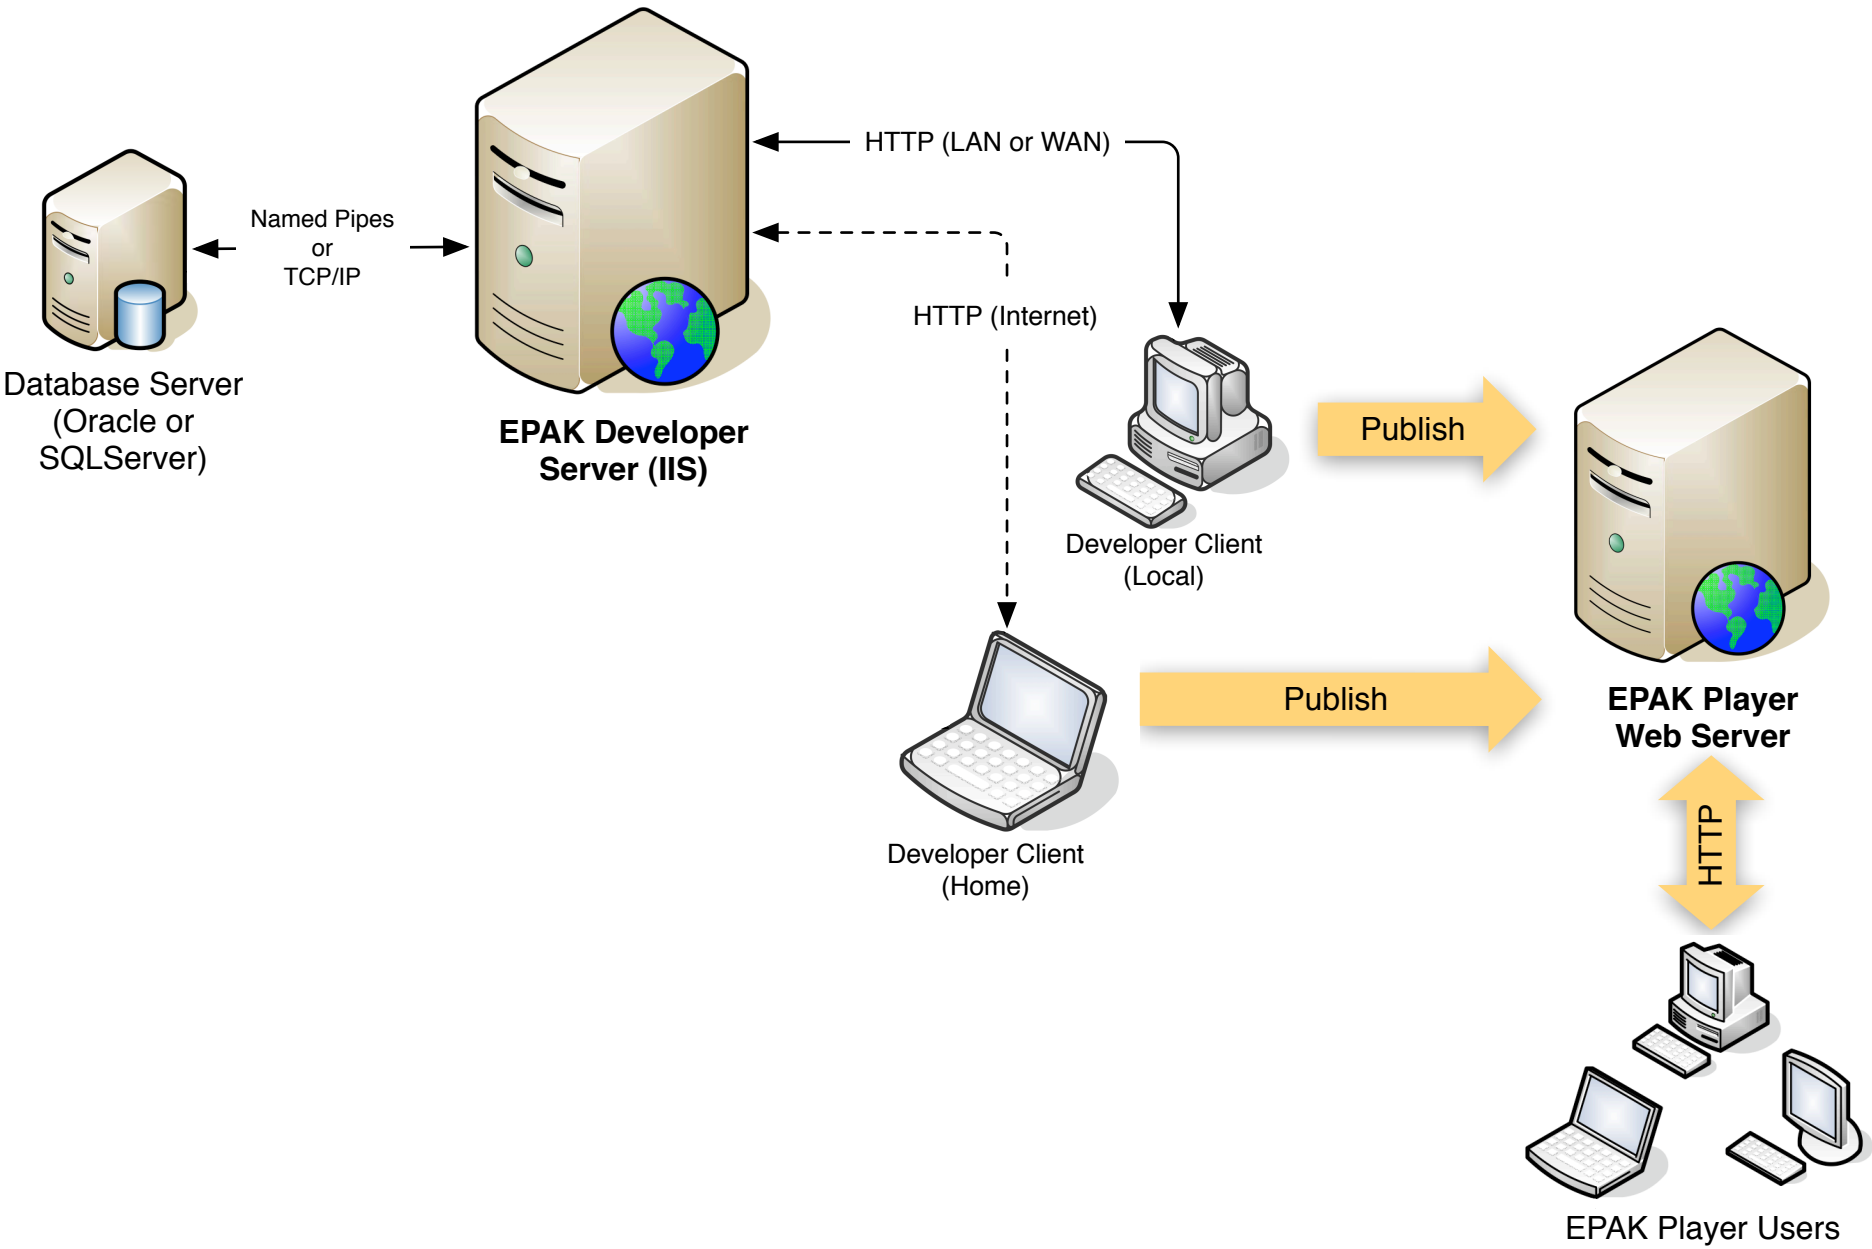 HTTP (LAN or WAN)
Named Pipes
or
TCP/IP
HTTP (Internet)
Database Server
(Oracle or
SQLServer)
EPAK Developer
Server (IIS)
Publish
Developer Client
(Local)
Publish
EPAK Player
Web Server
Developer Client
(Home)
HTTP
EPAK Player Users